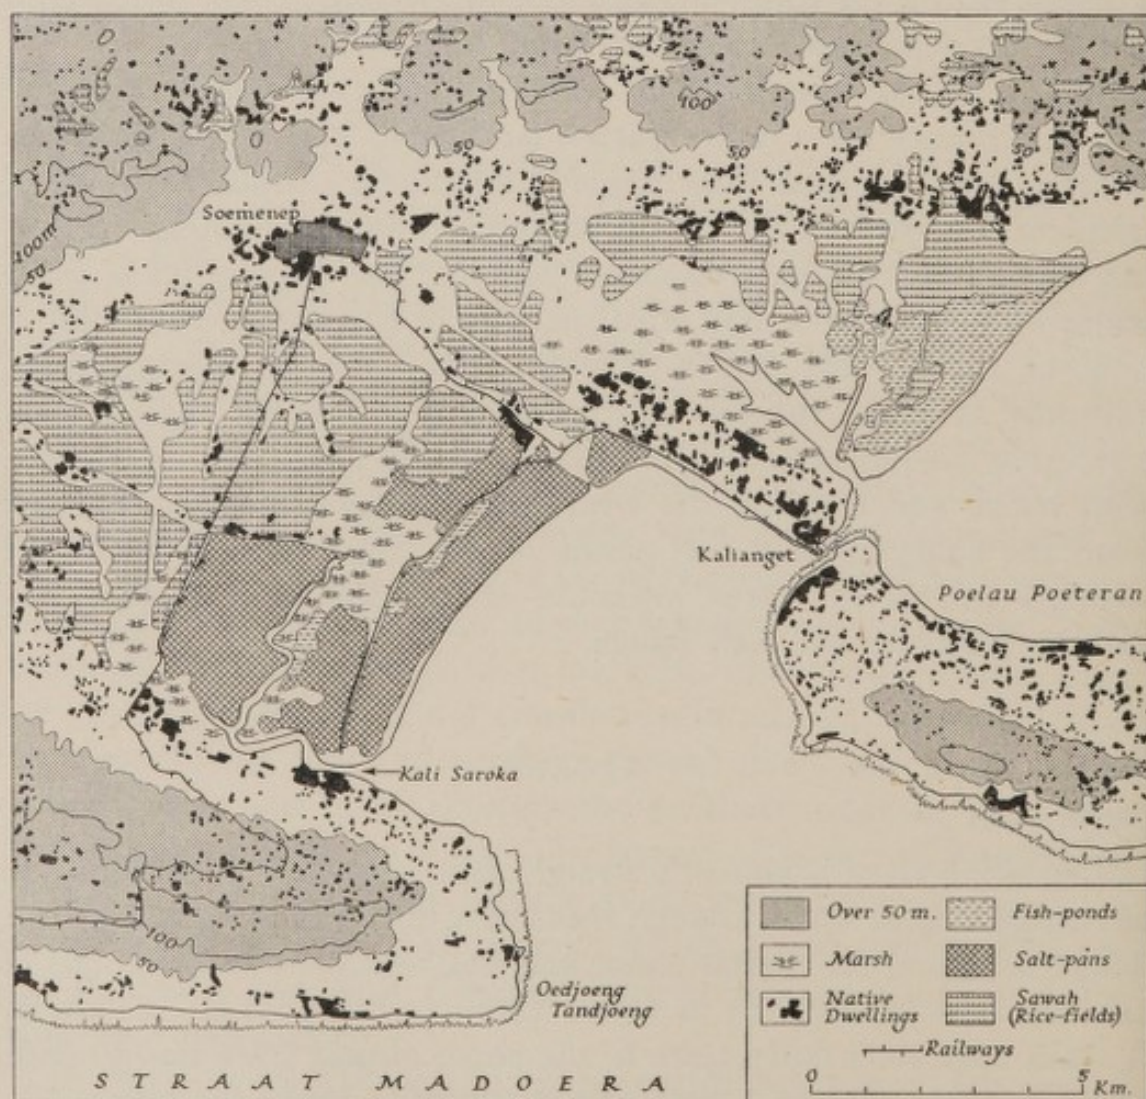 100
50
50
50
Soemenep
100m
50
Kalianget
Poelau Poeteran
Kali Saroka
100
50
Oedjoeng
Tandjoeng
STRAAT MADOERA
Over 50 m.
Fish-ponds
Marsh
Salt-pans
Native
Dwellings
Sawah
(Rice-fields)
Railways
0
5
Km.